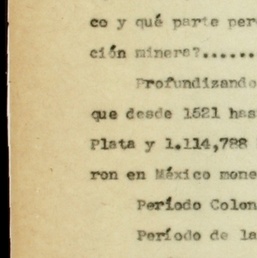 co y qué parte per
ción minera?......
Profundizando
que desde 1521 has
Plata y 1.114,788
ron en México mone
Período Colon
Período de la